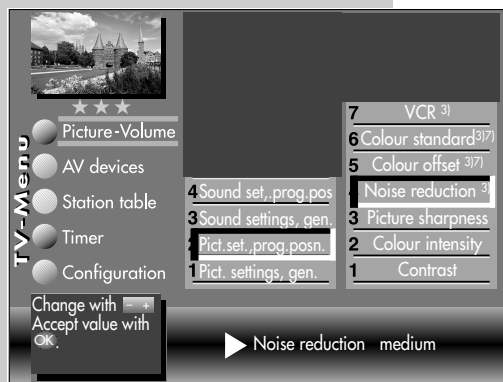 TV-Menu
Picture-Volume
AV devices
Station table
Timer
Configuration
4 Sound set,.prog.pos
3 Sound settings, gen.
Pict.set.,prog.posn.
1 Pict. settings, gen.
7 VCR 3)
6 Colour standard3)7)
5 Colour offset 3)7)
Noise reduction 3)
3 Picture sharpness
2 Colour intensity
1 Contrast
Change with − +
Accept value with
OK.
Noise reduction medium